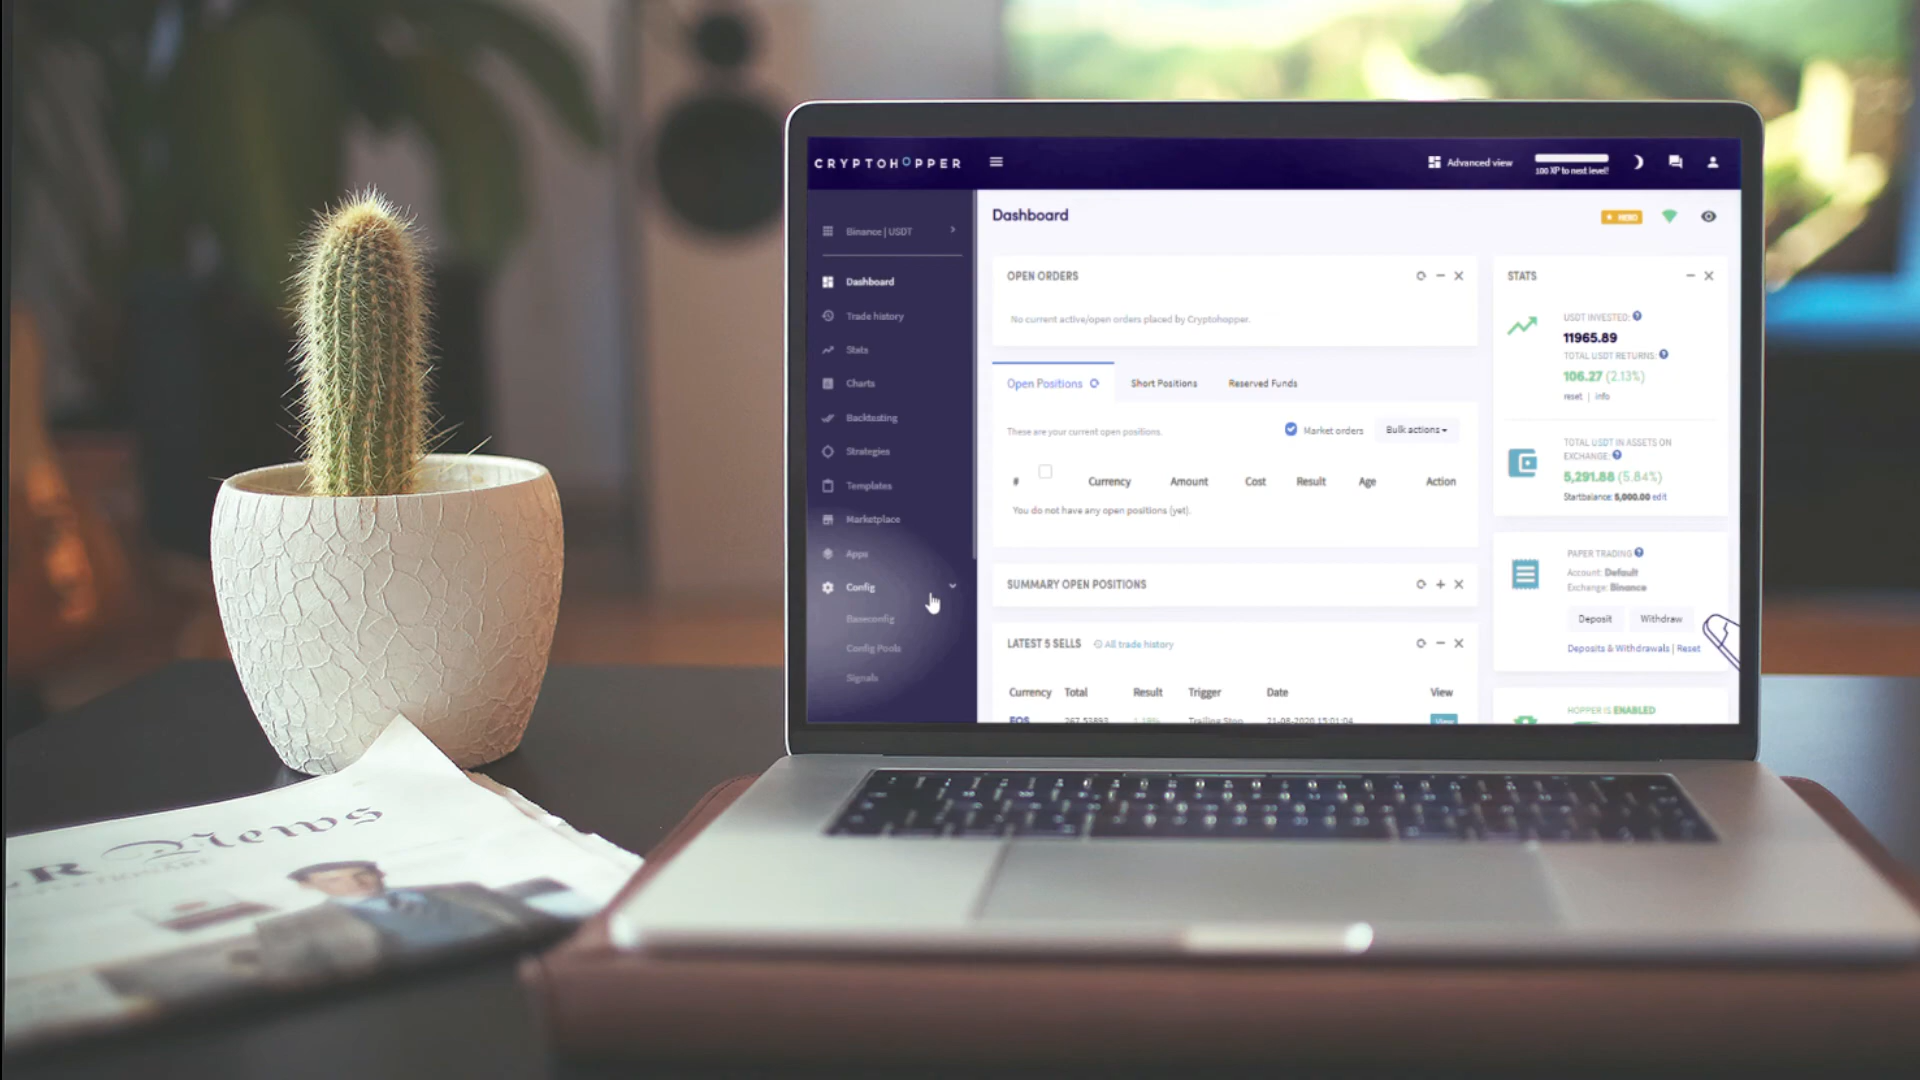 CRYPTOHOPPER
Advanced view
100 XP to next level!
Binance | USDT
Dashboard
Trade history
Stats
Charts
Backtesting
Strategies
Templates
Marketplace
Apps
Config
Baseconfig
Config Pools
Signals
Dashboard
HERO
OPEN ORDERS
No current active/open orders placed by Cryptohopper.
Open Positions Short Positions Reserved Funds
These are your current open positions.
Market orders Bulk actions
# Currency Amount Cost Result Age Action
You do not have any open positions (yet).
SUMMARY OPEN POSITIONS
LATEST 5 SELLS All trade history
Currency Total Result Trigger Date View
EOS 267.53893 1.18% Trailing Stop 21-08-2020 15:01:04 View
STATS
USDT INVESTED:
11965.89
TOTAL USDT RETURNS:
106.27 (2.13%)
reset | info
TOTAL USDT IN ASSETS ON
EXCHANGE:
5,291.88 (5.84%)
Startbalance: 5,000.00 edit
PAPER TRADING
Account: Default
Exchange: Binance
Deposit Withdraw
Deposits & Withdrawals | Reset
HOPPER IS ENABLED
R News